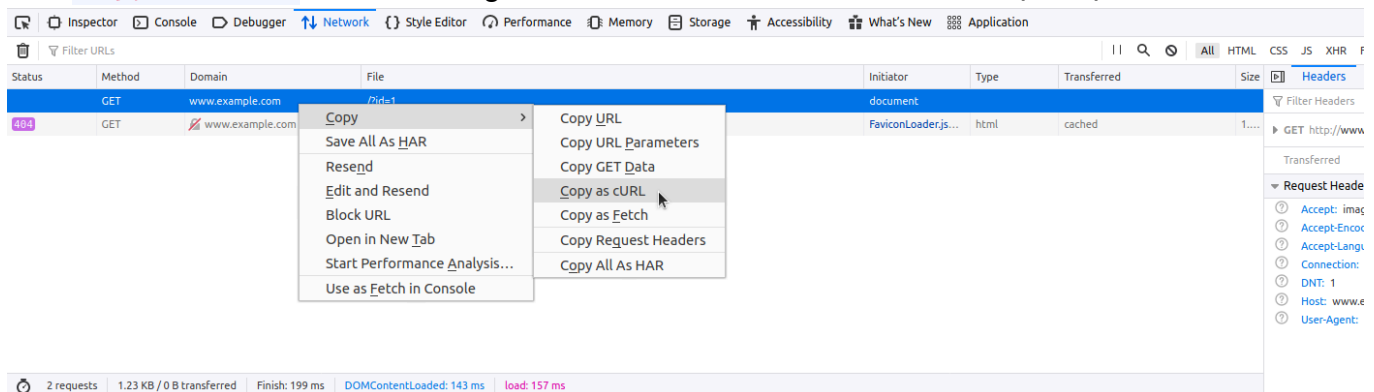 Inspector Console Debugger Network Style Editor Performance Memory Storage Accessibility What's New Application
Filter URLs All HTML CSS JS XHR
Status Method Domain File Initiator Type Transferred Size Headers
GET www.example.com /?id=1 document Filter Headers
404 GET www.example.com FaviconLoader.js... html cached 1.... GET http://www
Copy
Save All As HAR
Resend
Edit and Resend
Block URL
Open in New Tab
Start Performance Analysis...
Use as Fetch in Console
Copy URL
Copy URL Parameters
Copy GET Data
Copy as cURL
Copy as Fetch
Copy Request Headers
Copy All As HAR
Transferred
Request Heade
Accept: imag
Accept-Encod
Accept-Langu
Connection:
DNT: 1
Host: www.e
User-Agent:
2 requests 1.23 KB / 0 B transferred Finish: 199 ms DOMContentLoaded: 143 ms load: 157 ms